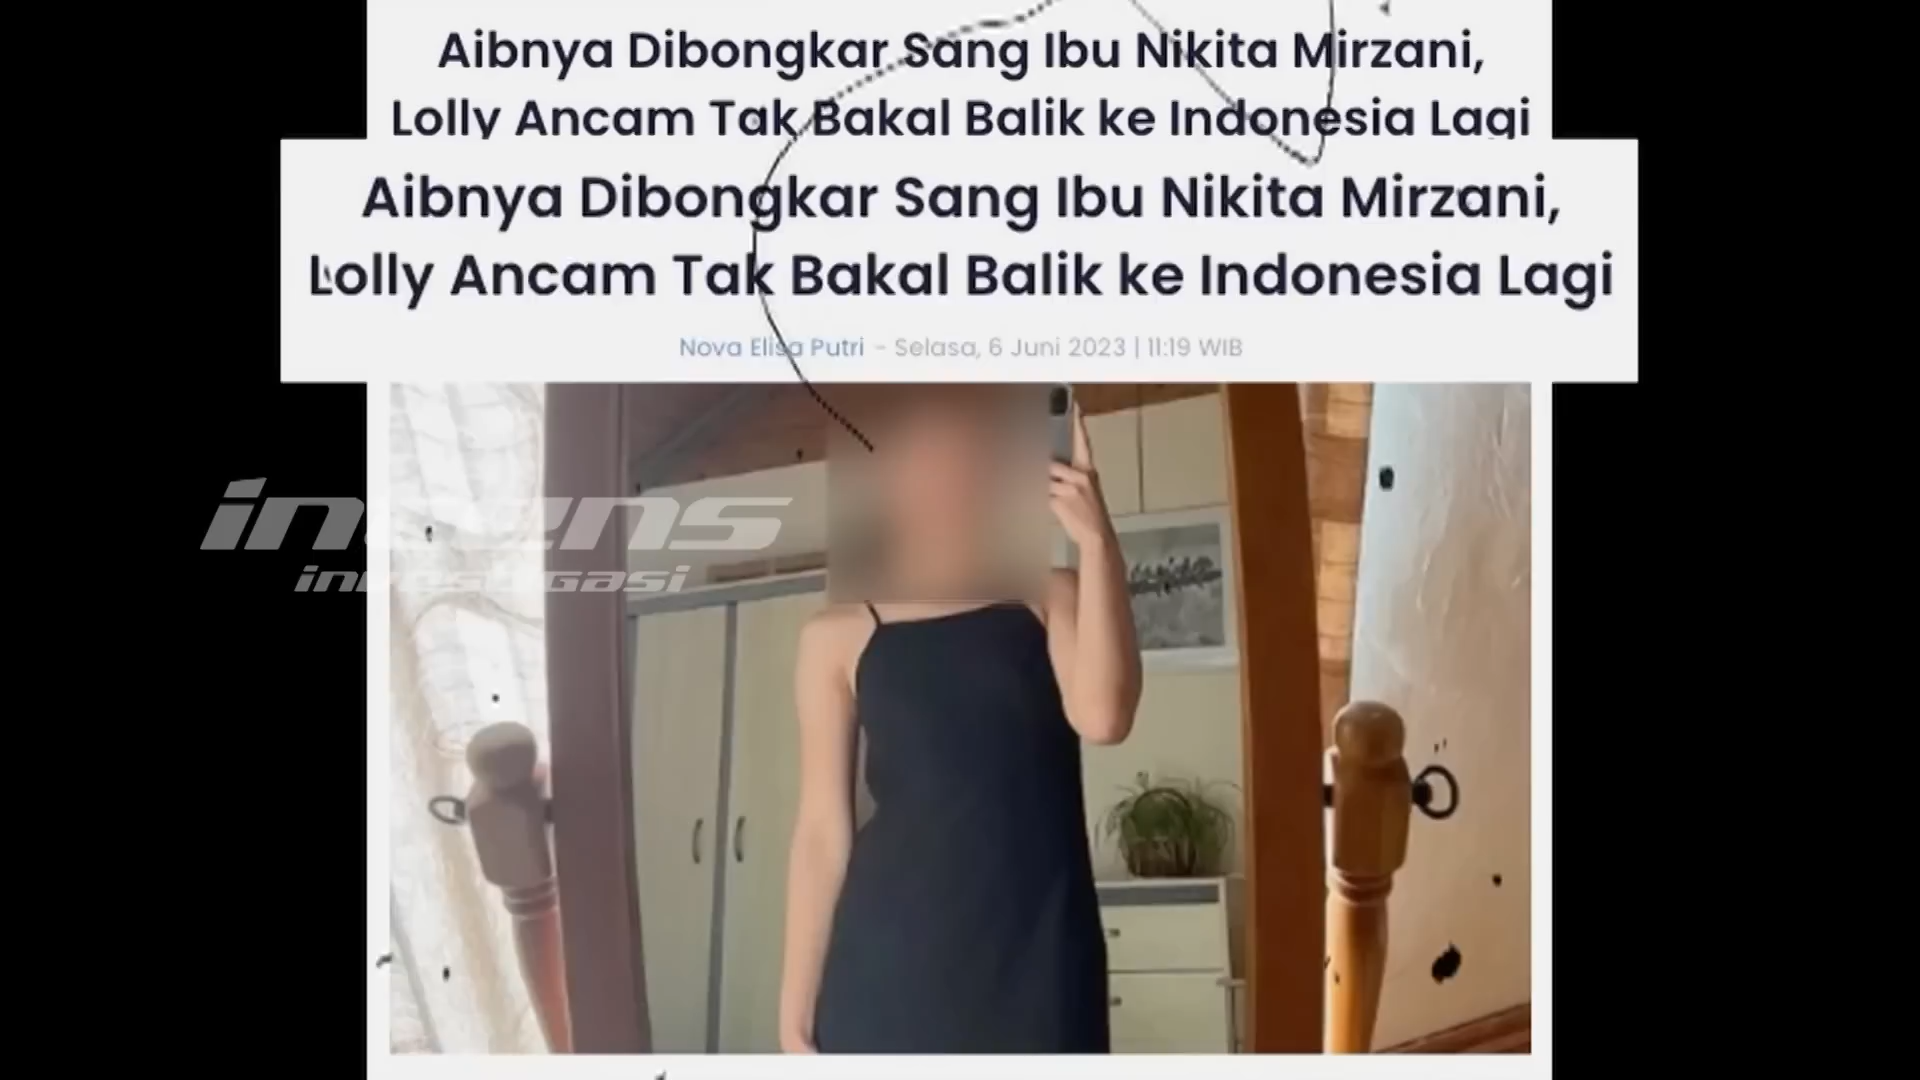 Aibnya Dibongkar Sang Ibu Nikita Mirzani,
Lolly Ancam Tak Bakal Balik ke Indonesia Lagi
Aibnya Dibongkar Sang Ibu Nikita Mirzani,
Lolly Ancam Tak Bakal Balik ke Indonesia Lagi
Nova Elisa Putri - Selasa, 6 Juni 2023 | 11:19 WIB
intens
investigasi